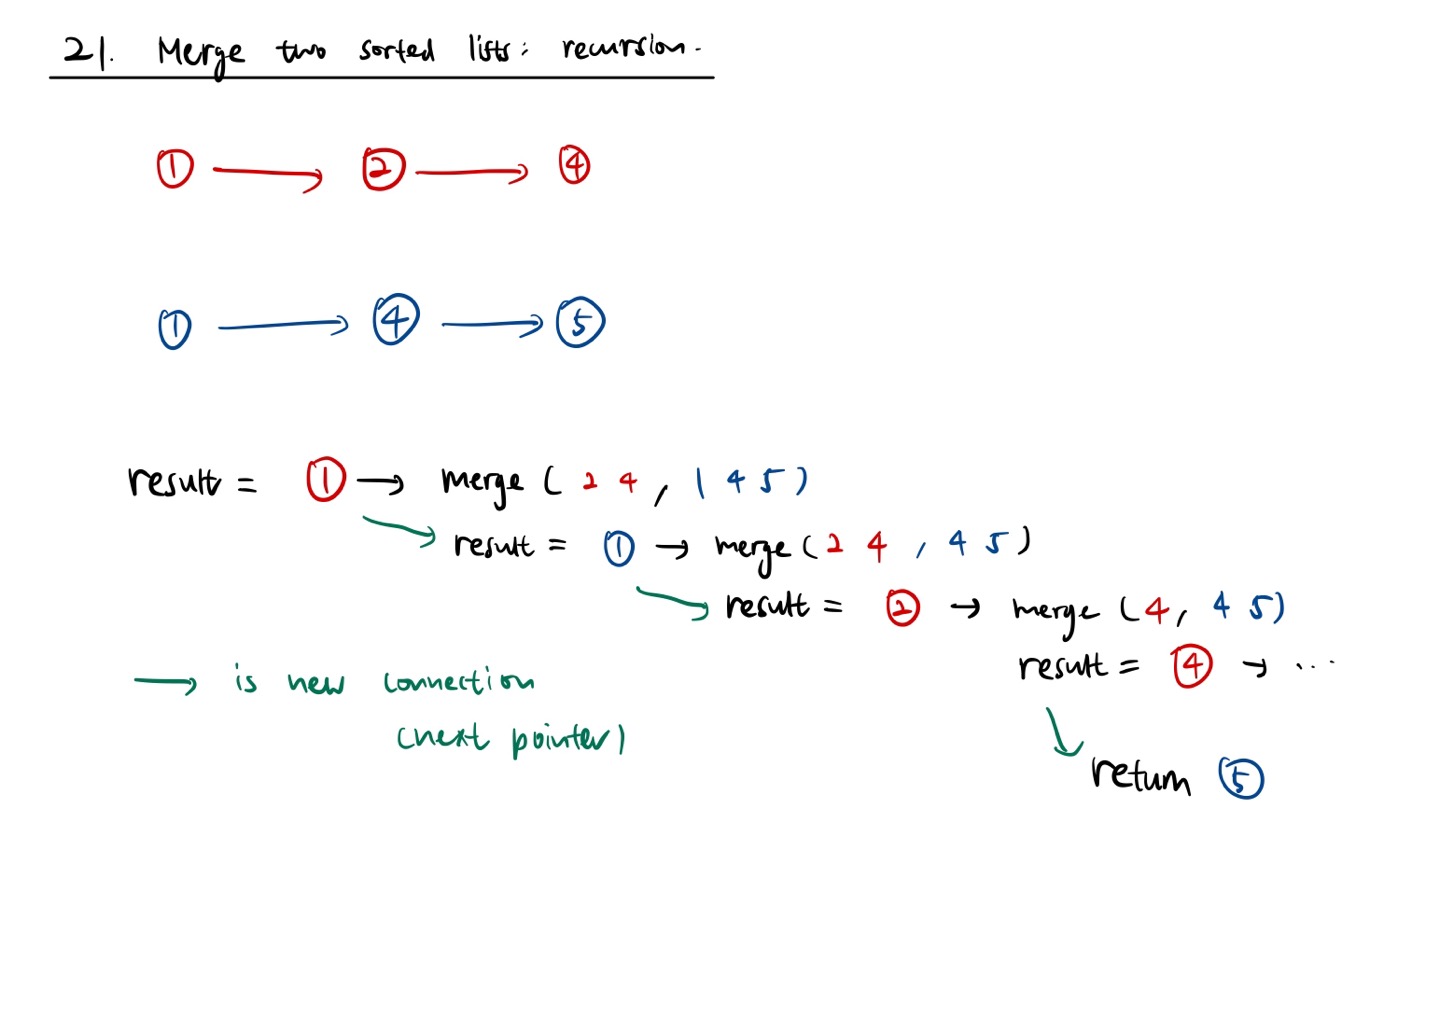 21. Merge two sorted lists: recursion.
1 → 2 → 4
1 → 4 → 5
result = 1 → merge ( 2 4 , 1 4 5 )
result = 1 → merge ( 2 4 , 4 5 )
result = 2 → merge ( 4 , 4 5 )
result = 4 → ...
→ is new connection
(next pointer)
return 5